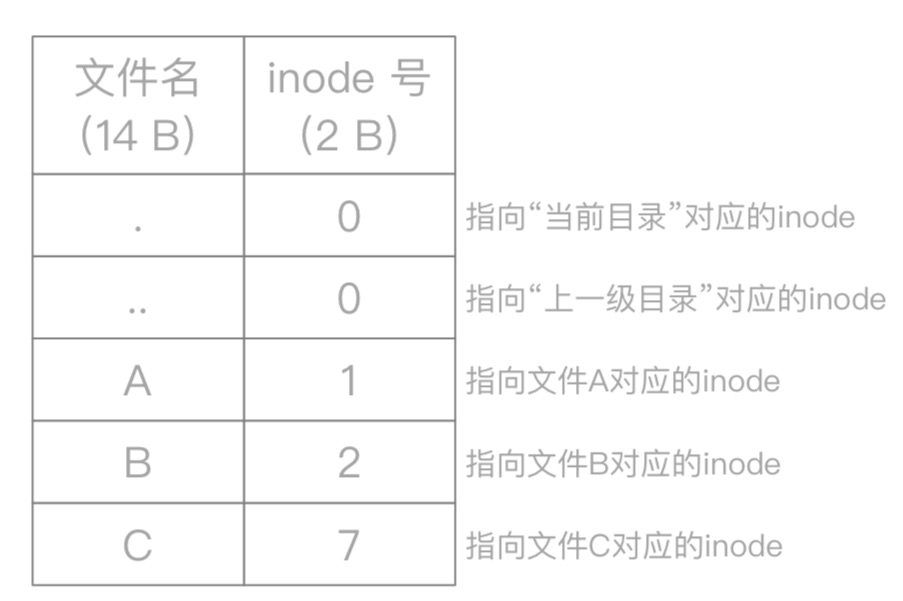 文件名 inode 号
(14 B) (2 B)
. 0 指向“当前目录”对应的inode
.. 0 指向“上一级目录”对应的inode
A 1 指向文件A对应的inode
B 2 指向文件B对应的inode
C 7 指向文件C对应的inode